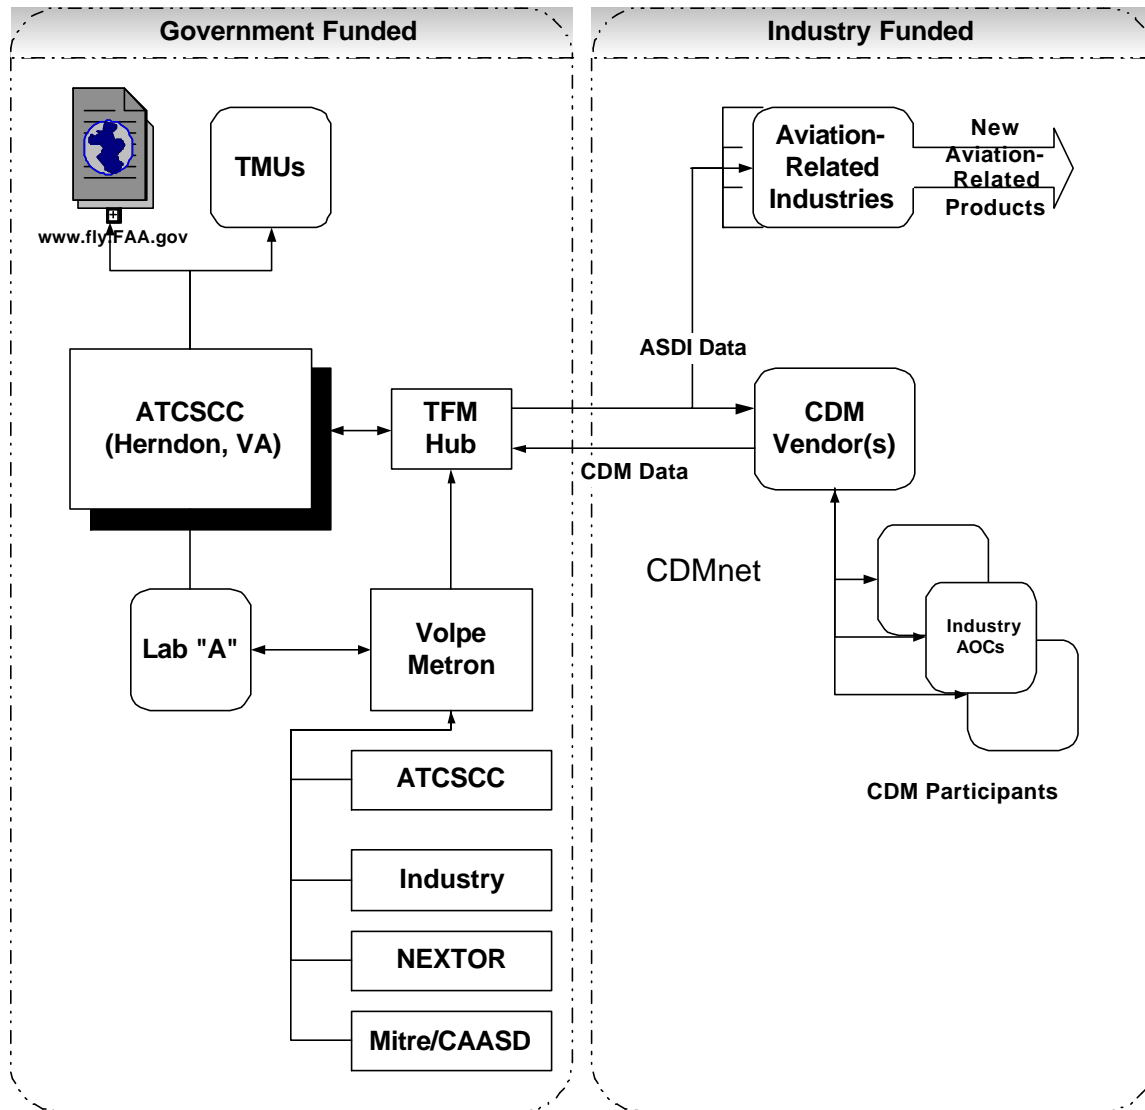 Government Funded
Industry Funded
www.fly.FAA.gov
TMUs
Aviation-
Related
Industries
New
Aviation-
Related
Products
ASDI Data
ATCSCC
(Herndon, VA)
TFM
Hub
CDM
Vendor(s)
CDM Data
CDMnet
Lab "A"
Volpe
Metron
Industry
AOCs
ATCSCC
CDM Participants
Industry
NEXTOR
Mitre/CAASD